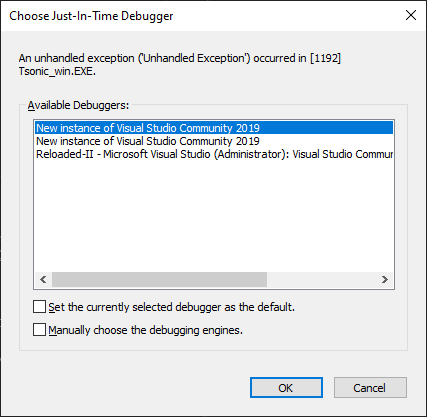 Choose Just-In-Time Debugger
An unhandled exception ('Unhandled Exception') occurred in [1192]
Tsonic_win.EXE.
Available Debuggers:
New instance of Visual Studio Community 2019
New instance of Visual Studio Community 2019
Reloaded-II - Microsoft Visual Studio (Administrator): Visual Studio Commur
Set the currently selected debugger as the default.
Manually choose the debugging engines.
OK
Cancel